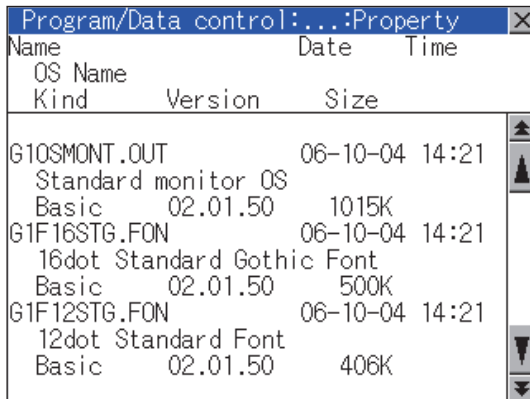 Program/Data control:...:Property
Name Date Time
OS Name
Kind Version Size
G1OSMONT.OUT 06-10-04 14:21
Standard monitor OS
Basic 02.01.50 1015K
G1F16STG.FON 06-10-04 14:21
16dot Standard Gothic Font
Basic 02.01.50 500K
G1F12STG.FON 06-10-04 14:21
12dot Standard Font
Basic 02.01.50 406K